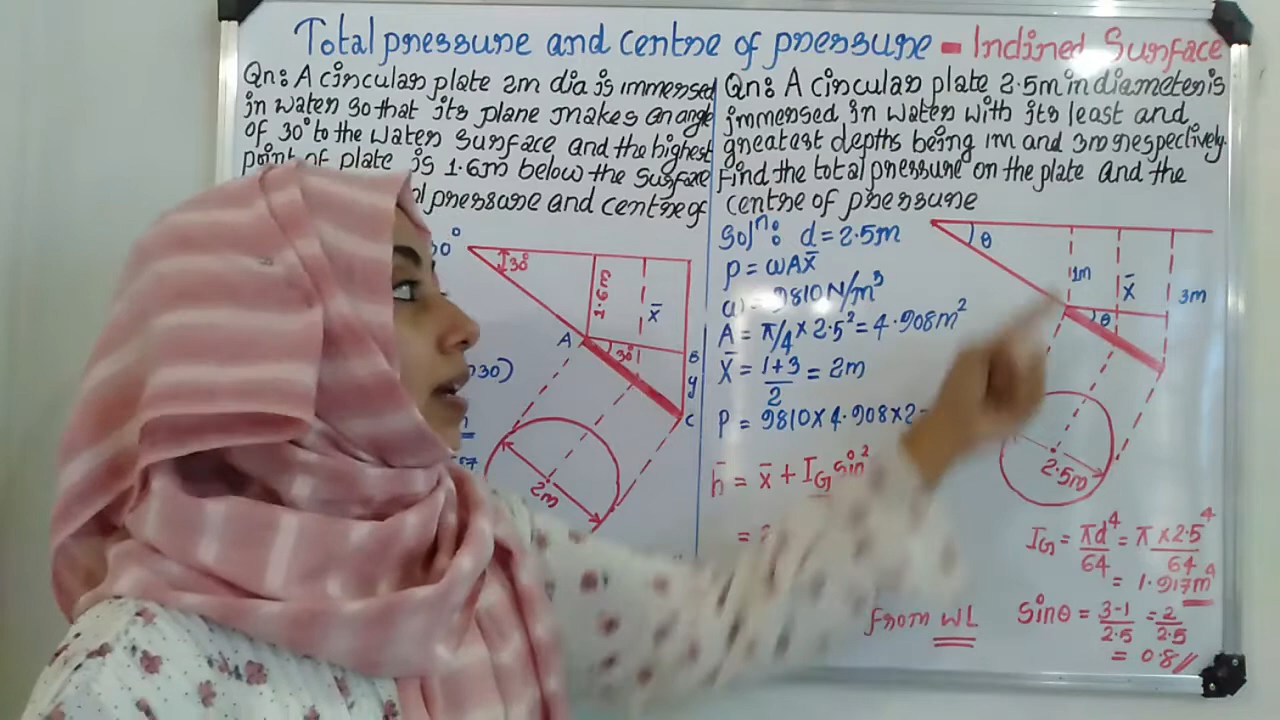 Total pressure and centre of pressure - Inclined Surface
Qn: A circular plate 2m dia is immersed
in water so that its plane makes an angle
of 30° to the water surface and the highest
point of plate is 1.6m below the surface
pressure and centre of
30°
30°
1.6m
x̄
A
30°
B
y
C
2m
Qn: A circular plate 2.5m in diameter is
immersed in water with its least and
greatest depths being 1m and 3m respectively.
Find the total pressure on the plate and the
centre of pressure
Solⁿ: d = 2.5m
P = ωAx̄
ω = 9810N/m³
A = π/4 × 2.5² = 4.908m²
x̄ = 1+3/2 = 2m
P = 9810×4.908×2
h̄ = x̄ + I_G sin²
=
from WL
θ
1m
x̄
3m
θ
2.5m
I_G = πd⁴/64 = π×2.5⁴/64
= 1.917m⁴
Sinθ = 3-1/2.5 = 2/2.5
= 0.8//